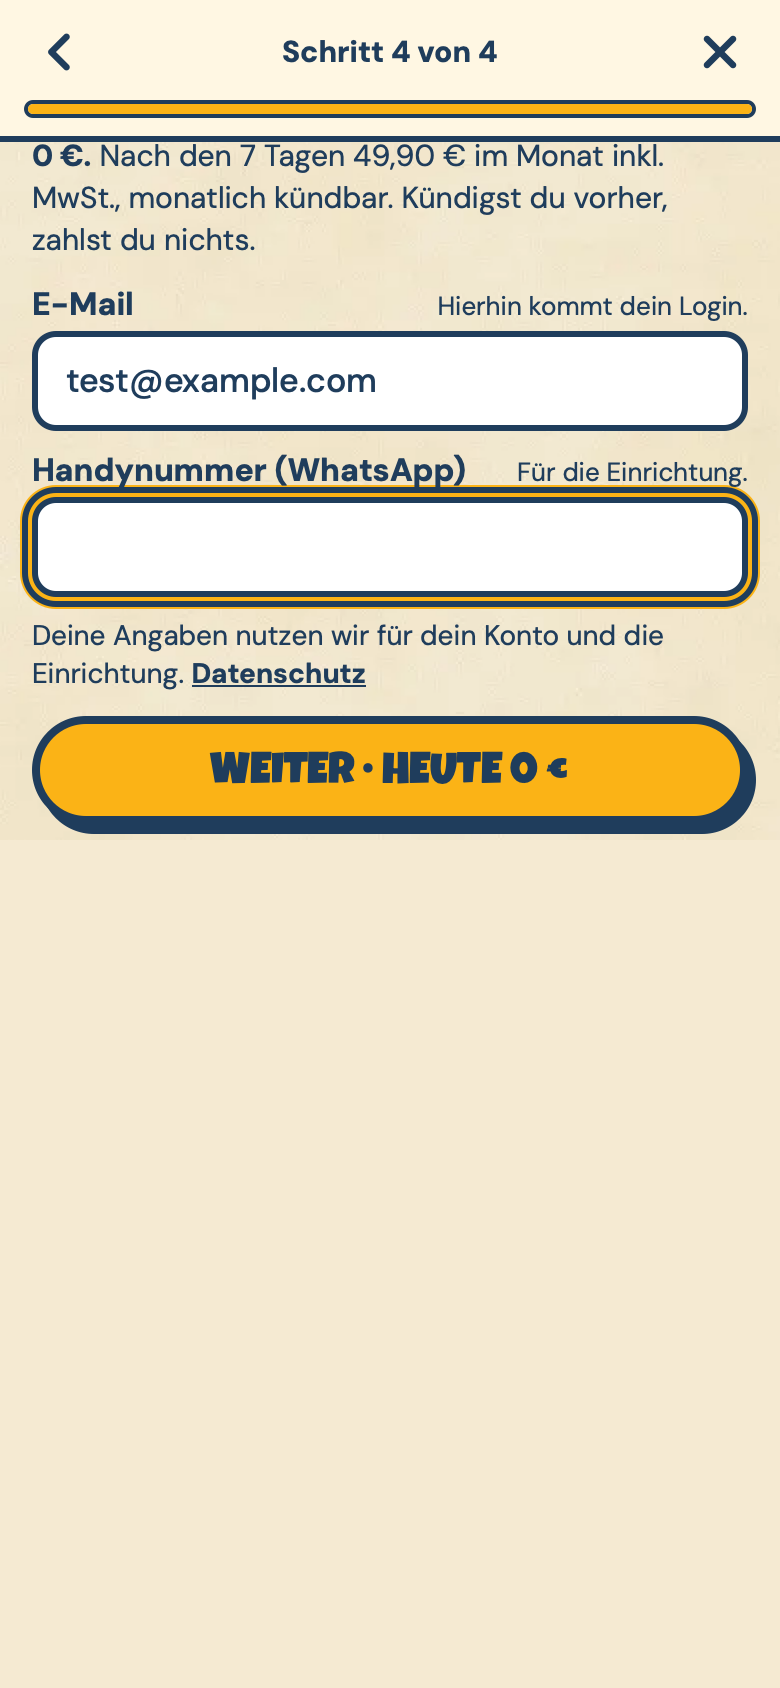 Schritt 4 von 4
0 €. Nach den 7 Tagen 49,90 € im Monat inkl.
MwSt., monatlich kündbar. Kündigst du vorher,
zahlst du nichts.
E-Mail
Hierhin kommt dein Login.
test@example.com
Handynummer (WhatsApp)
Für die Einrichtung.
Deine Angaben nutzen wir für dein Konto und die
Einrichtung. Datenschutz
WEITER · HEUTE 0 €